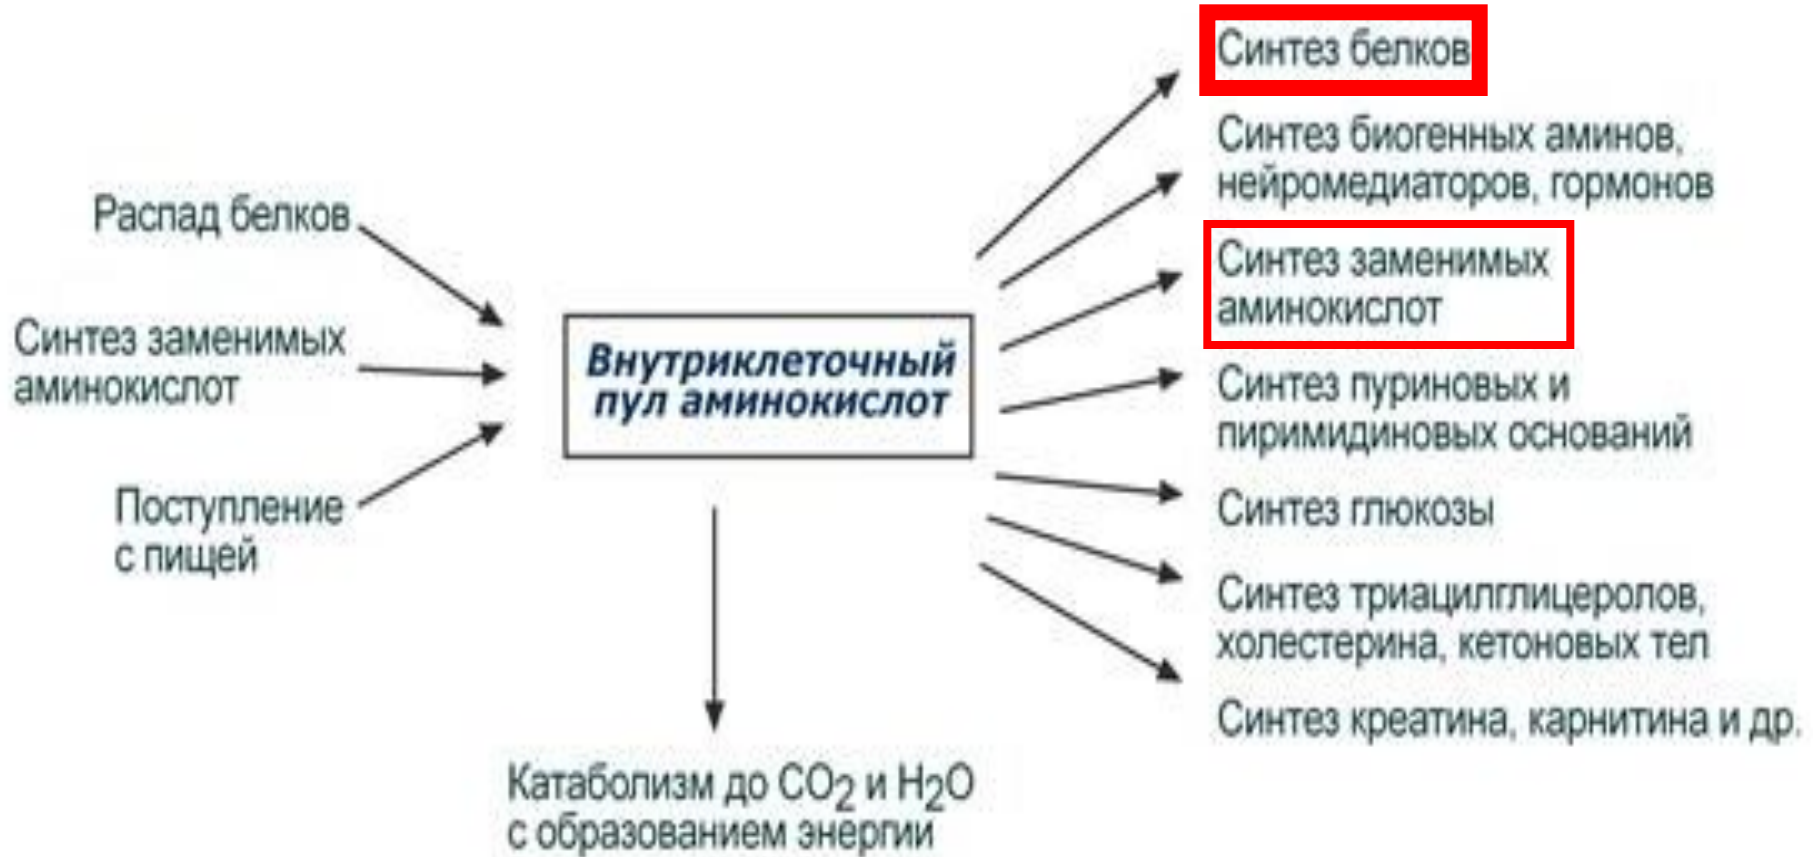 Распад белков
Синтез заменимых
аминокислот
Поступление
с пищей
Внутриклеточный
пул аминокислот
Катаболизм до CO2 и H2O
с образованием энергии
Синтез белков
Синтез биогенных аминов,
нейромедиаторов, гормонов
Синтез заменимых
аминокислот
Синтез пуриновых и
пиримидиновых оснований
Синтез глюкозы
Синтез триацилглицеролов,
холестерина, кетоновых тел
Синтез креатина, карнитина и др.